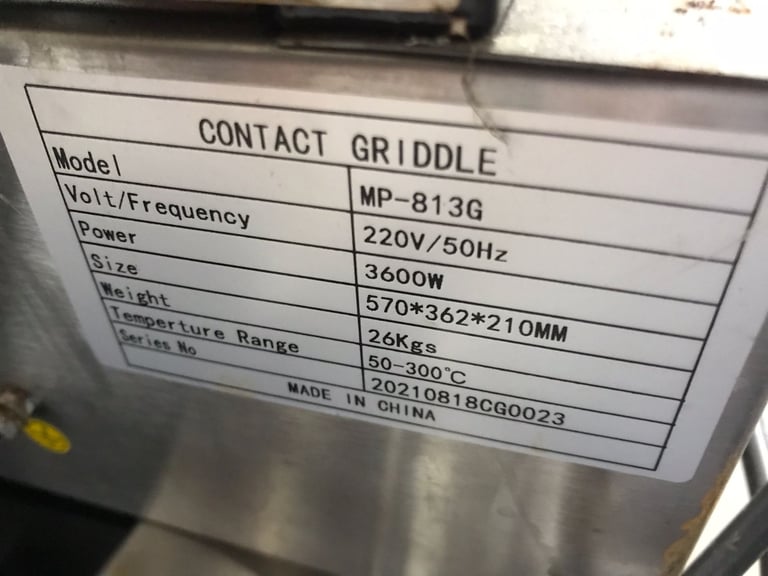 CONTACT GRIDDLE
Model MP-813G
Volt/Frequency 220V/50Hz
Power 3600W
Size 570*362*210MM
Weight 26Kgs
Temperture Range 50-300℃
Series No 20210818CG0023
MADE IN CHINA